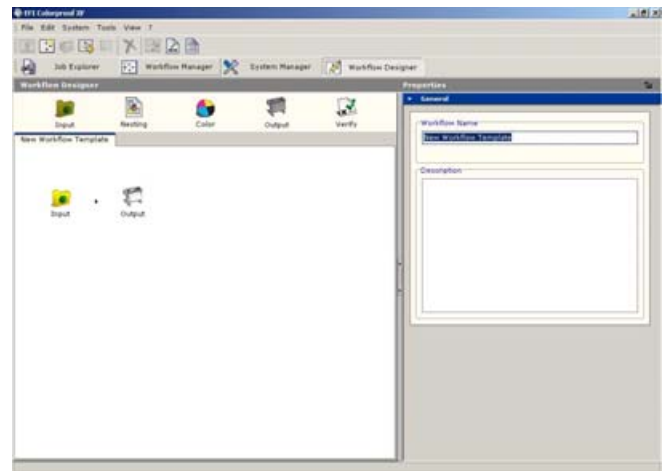 EFI Colorproof XF
File Edit System Tools View ?
Job Explorer Workflow Manager System Manager Workflow Designer
Workflow Designer
Properties
General
Input Nesting Color Output Verify
Workflow Name
New Workflow Template
New Workflow Template
Description
Input Output